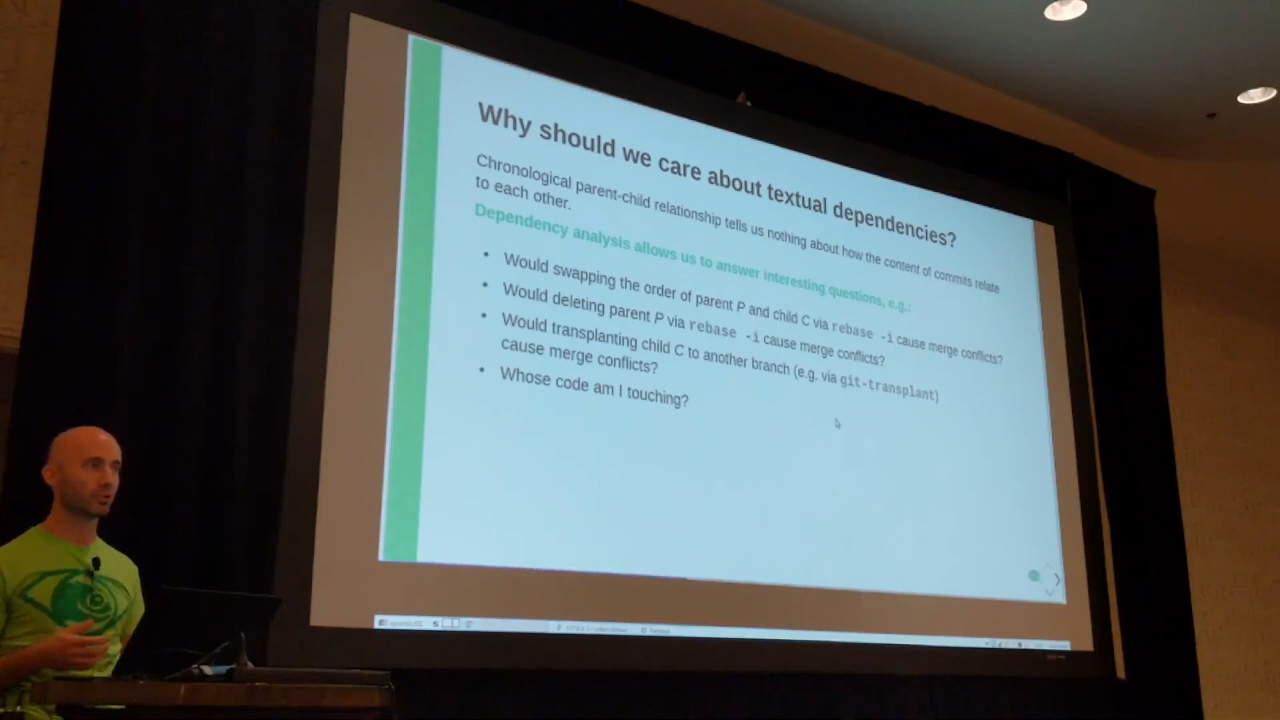 Why should we care about textual dependencies?
Chronological parent-child relationship tells us nothing about how the content of commits relate
to each other.
Dependency analysis allows us to answer interesting questions, e.g.:
• Would swapping the order of parent P and child C via rebase -i cause merge conflicts?
• Would deleting parent P via rebase -i cause merge conflicts?
• Would transplanting child C to another branch (e.g. via git-transplant)
cause merge conflicts?
• Whose code am I touching?
openSUSE